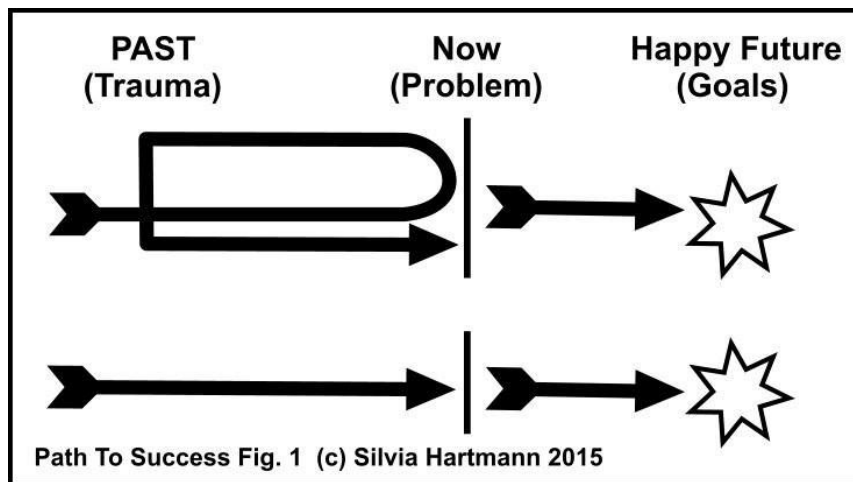 PAST
(Trauma)
Now
(Problem)
Happy Future
(Goals)
Path To Success Fig. 1 (c) Silvia Hartmann 2015